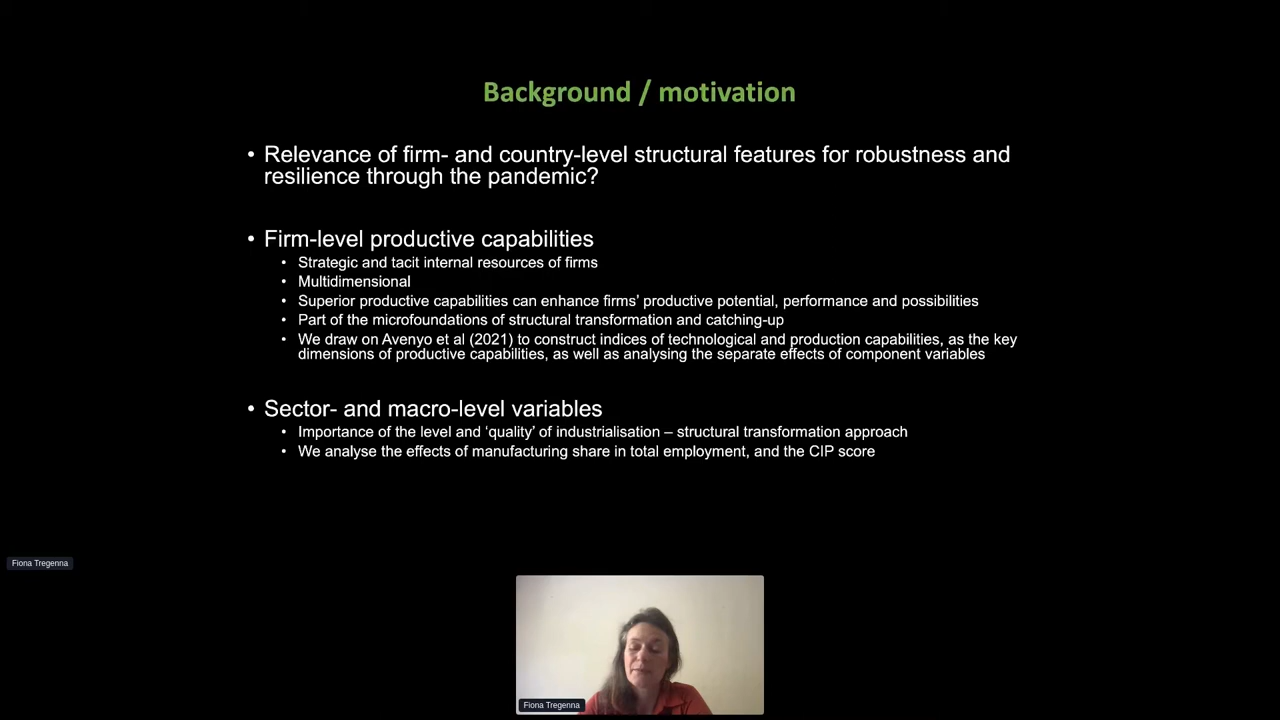 Background / motivation
• Relevance of firm- and country-level structural features for robustness and
resilience through the pandemic?
• Firm-level productive capabilities
• Strategic and tacit internal resources of firms
• Multidimensional
• Superior productive capabilities can enhance firms’ productive potential, performance and possibilities
• Part of the microfoundations of structural transformation and catching-up
• We draw on Avenyo et al (2021) to construct indices of technological and production capabilities, as the key
dimensions of productive capabilities, as well as analysing the separate effects of component variables
• Sector- and macro-level variables
• Importance of the level and ‘quality’ of industrialisation – structural transformation approach
• We analyse the effects of manufacturing share in total employment, and the CIP score
Fiona Tregenna
Fiona Tregenna